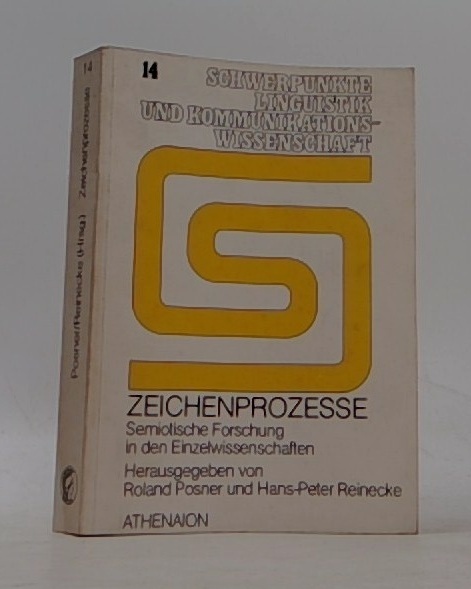 14
SCHWERPUNKTE
LINGUISTIK
UND KOMMUNIKATIONS-
WISSENSCHAFT
ZEICHENPROZESSE
Semiotische Forschung
in den Einzelwissenschaften
Herausgegeben von
Roland Posner und Hans-Peter Reinecke
ATHENAION
14
Posner/Reinecke (Hrsg.) Zeichenprozesse